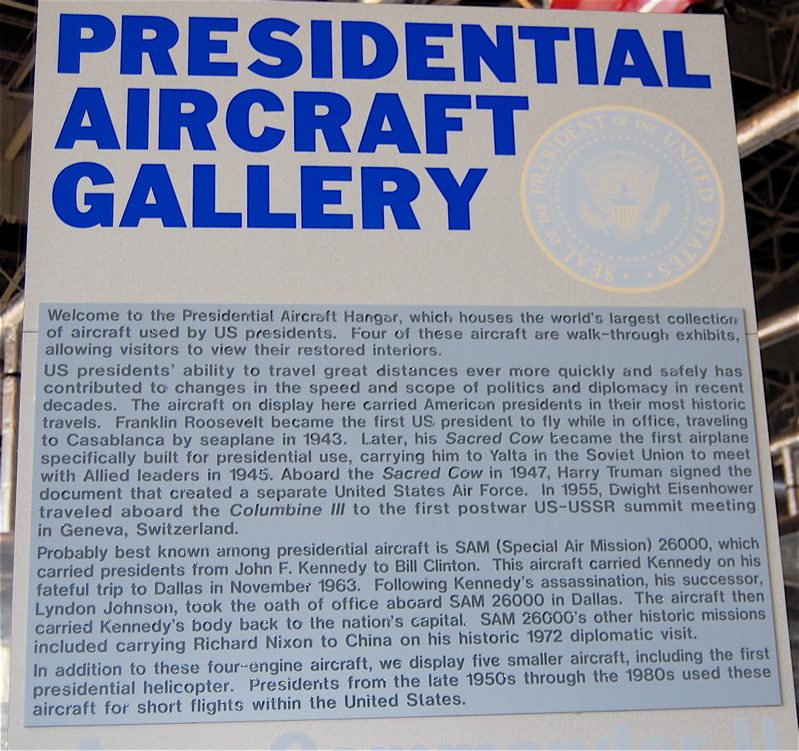 PRESIDENTIAL
AIRCRAFT
GALLERY
SEAL OF THE PRESIDENT OF THE UNITED STATES
Welcome to the Presidential Aircraft Hangar, which houses the world's largest collection
of aircraft used by US presidents. Four of these aircraft are walk-through exhibits,
allowing visitors to view their restored interiors.
US presidents' ability to travel great distances ever more quickly and safely has
contributed to changes in the speed and scope of politics and diplomacy in recent
decades. The aircraft on display here carried American presidents in their most historic
travels. Franklin Roosevelt became the first US president to fly while in office, traveling
to Casablanca by seaplane in 1943. Later, his Sacred Cow became the first airplane
specifically built for presidential use, carrying him to Yalta in the Soviet Union to meet
with Allied leaders in 1945. Aboard the Sacred Cow in 1947, Harry Truman signed the
document that created a separate United States Air Force. In 1955, Dwight Eisenhower
traveled aboard the Columbine III to the first postwar US-USSR summit meeting
in Geneva, Switzerland.
Probably best known among presidential aircraft is SAM (Special Air Mission) 26000, which
carried presidents from John F. Kennedy to Bill Clinton. This aircraft carried Kennedy on his
fateful trip to Dallas in November 1963. Following Kennedy's assassination, his successor,
Lyndon Johnson, took the oath of office aboard SAM 26000 in Dallas. The aircraft then
carried Kennedy's body back to the nation's capital. SAM 26000's other historic missions
included carrying Richard Nixon to China on his historic 1972 diplomatic visit.
In addition to these four-engine aircraft, we display five smaller aircraft, including the first
presidential helicopter. Presidents from the late 1950s through the 1980s used these
aircraft for short flights within the United States.